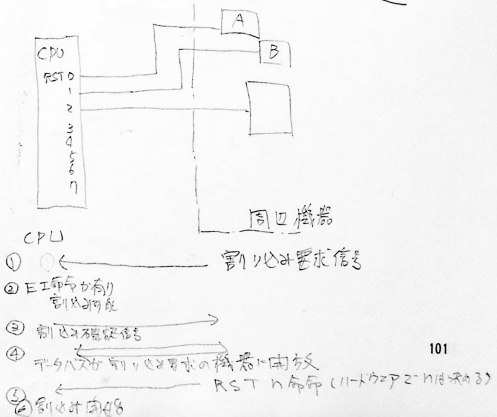 A
CPU
B
RST 0
1
2
3
4
5
6
7
周辺機器
CPU
① ← 割り込み要求信号
② EI命令が有り
割込み可能
③ 割り込み確認信号
④ データバスが割り込み要求の機器に開放
101
RST n 命令 (ハードウェアでnは決める)
⑤
⑥ 割り込み開始